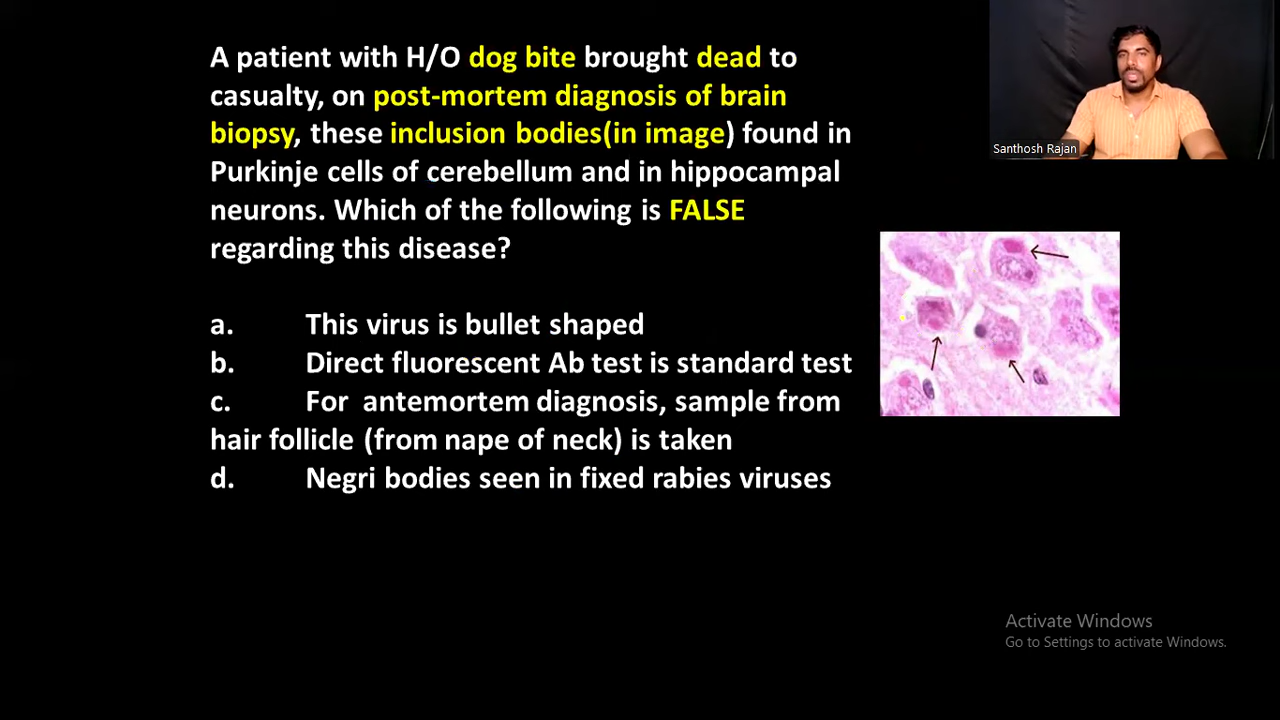 A patient with H/O dog bite brought dead to
casualty, on post-mortem diagnosis of brain
biopsy, these inclusion bodies(in image) found in
Purkinje cells of cerebellum and in hippocampal
neurons. Which of the following is FALSE
regarding this disease?
a. This virus is bullet shaped
b. Direct fluorescent Ab test is standard test
c. For antemortem diagnosis, sample from
hair follicle (from nape of neck) is taken
d. Negri bodies seen in fixed rabies viruses
Santhosh Rajan
Activate Windows
Go to Settings to activate Windows.